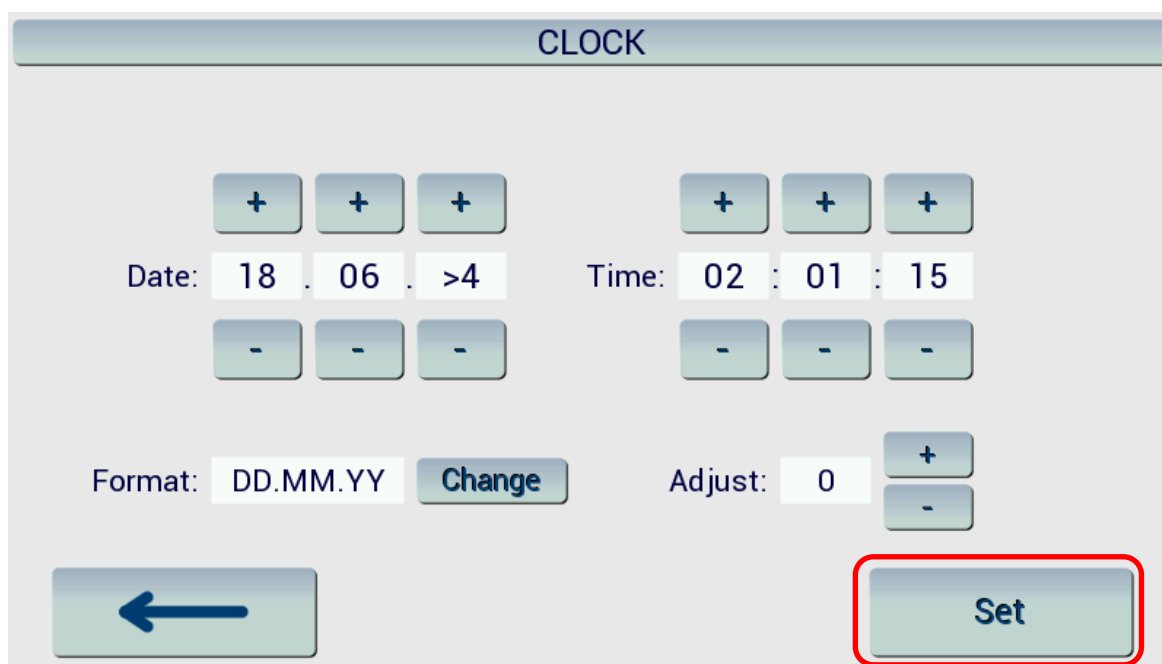 CLOCK
+ + + + + +
Date: 18 . 06 . >4 Time: 02 : 01 : 15
- - - - - -
Format: DD.MM.YY Change Adjust: 0 +
-
Set